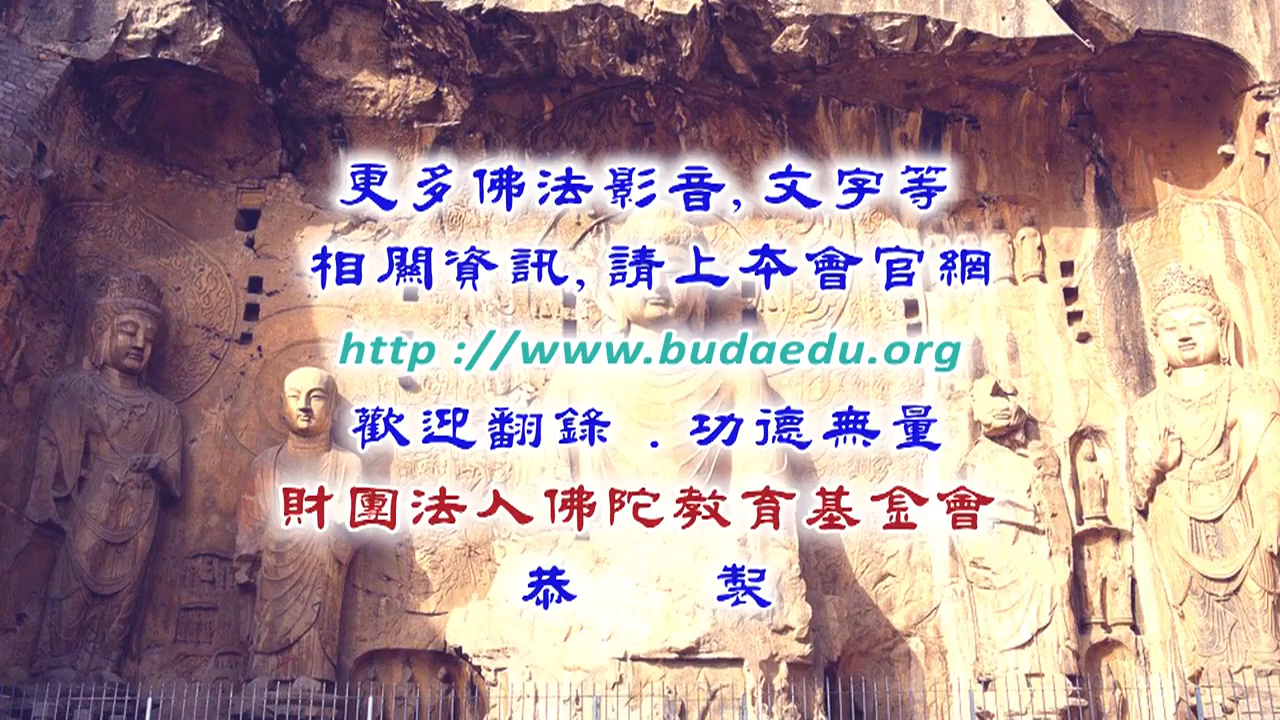 更多佛法影音,文字等
相關資訊,請上本會官網
http ://www.budaedu.org
歡迎翻錄 . 功德無量
財團法人佛陀教育基金會
恭 製